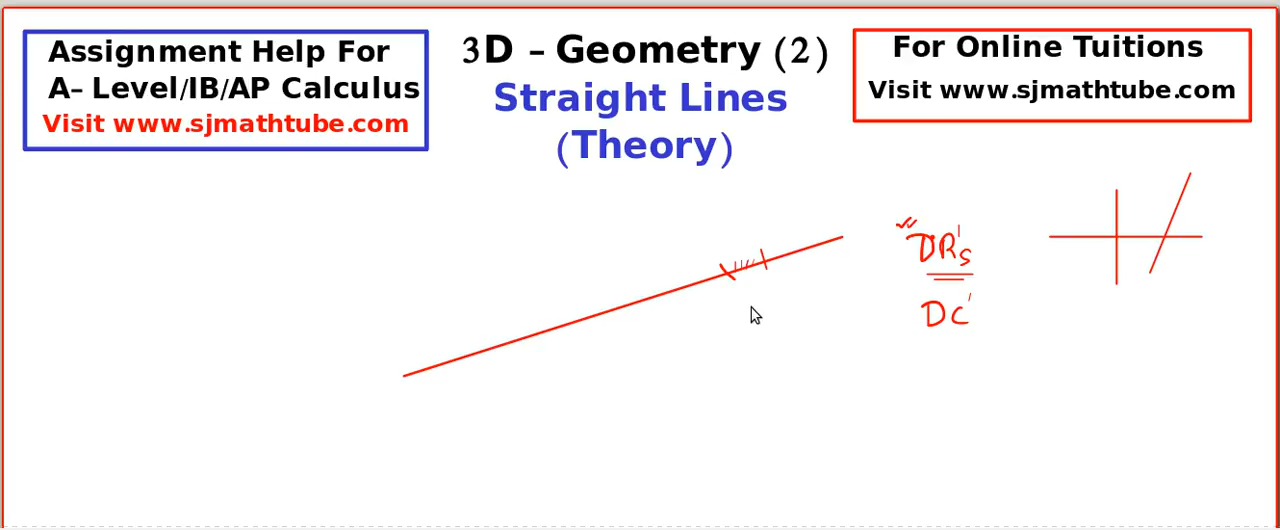 Assignment Help For
A- Level/IB/AP Calculus
Visit www.sjmathtube.com
3D - Geometry (2)
Straight Lines
(Theory)
For Online Tuitions
Visit www.sjmathtube.com
DR's
DC'